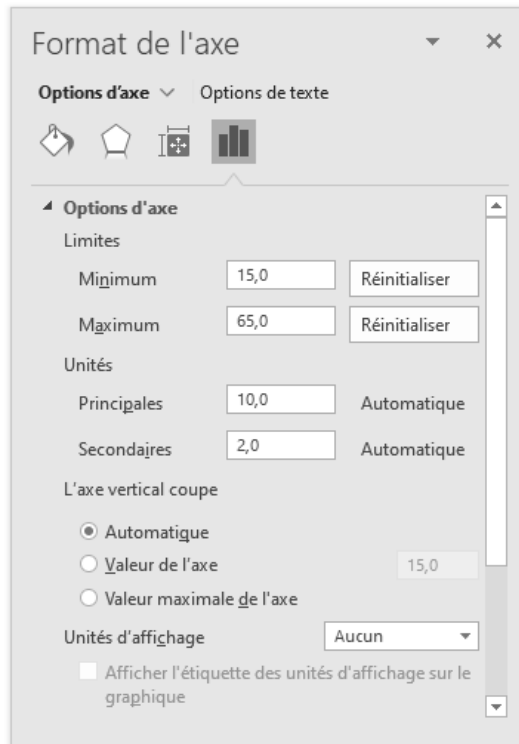 Format de l'axe
Options d'axe Options de texte
Options d'axe
Limites
Minimum 15,0 Réinitialiser
Maximum 65,0 Réinitialiser
Unités
Principales 10,0 Automatique
Secondaires 2,0 Automatique
L'axe vertical coupe
Automatique
Valeur de l'axe 15,0
Valeur maximale de l'axe
Unités d'affichage Aucun
Afficher l'étiquette des unités d'affichage sur le
graphique